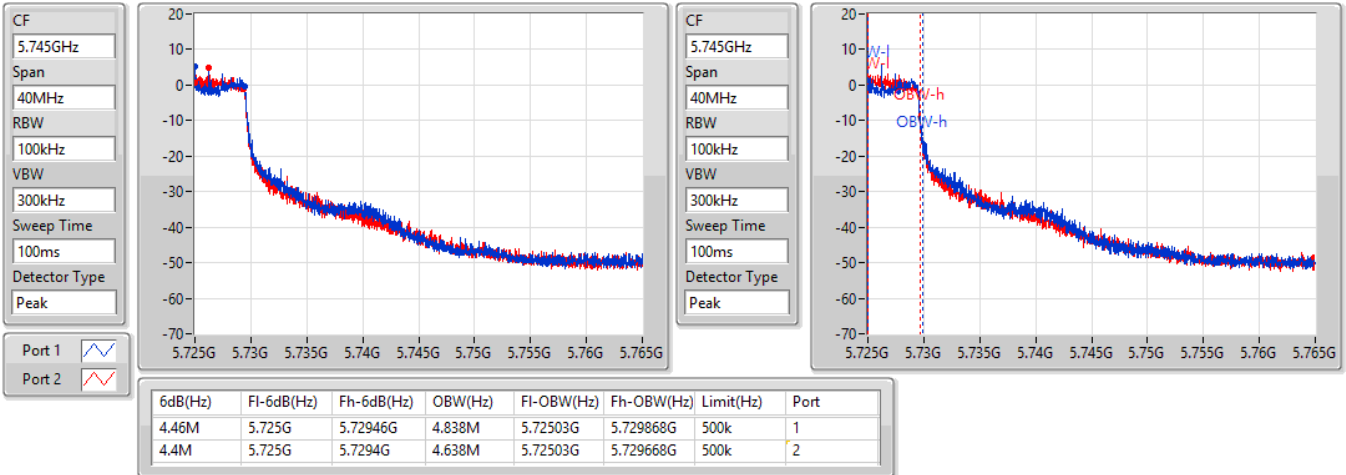 CF
5.745GHz
Span
40MHz
RBW
100kHz
VBW
300kHz
Sweep Time
100ms
Detector Type
Peak
Port 1
Port 2
20
10
0
-10
-20
-30
-40
-50
-60
-70
5.725G 5.73G 5.735G 5.74G 5.745G 5.75G 5.755G 5.76G 5.765G
CF
5.745GHz
Span
40MHz
RBW
100kHz
VBW
300kHz
Sweep Time
100ms
Detector Type
Peak
20
10
0
-10
-20
-30
-40
-50
-60
-70
W-l
W-l
OBW-h
OBW-h
5.725G 5.73G 5.735G 5.74G 5.745G 5.75G 5.755G 5.76G 5.765G
6dB(Hz) Fl-6dB(Hz) Fh-6dB(Hz) OBW(Hz) Fl-OBW(Hz) Fh-OBW(Hz) Limit(Hz) Port
4.46M 5.725G 5.72946G 4.838M 5.72503G 5.729868G 500k 1
4.4M 5.725G 5.7294G 4.638M 5.72503G 5.729668G 500k 2